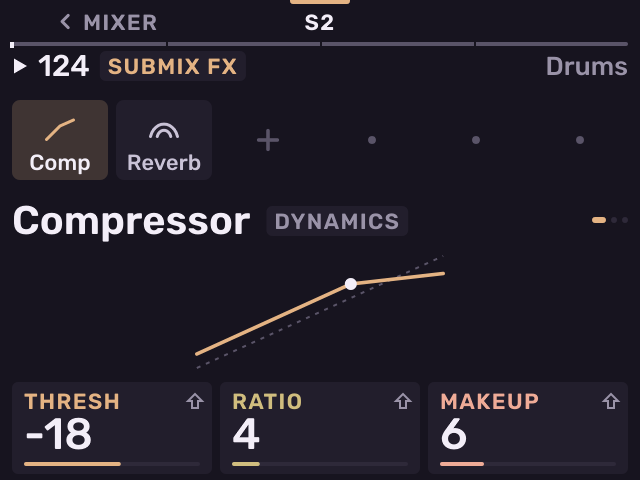 MIXER
S2
124 SUBMIX FX Drums
Comp Reverb
Compressor DYNAMICS
THRESH RATIO MAKEUP
-18 4 6